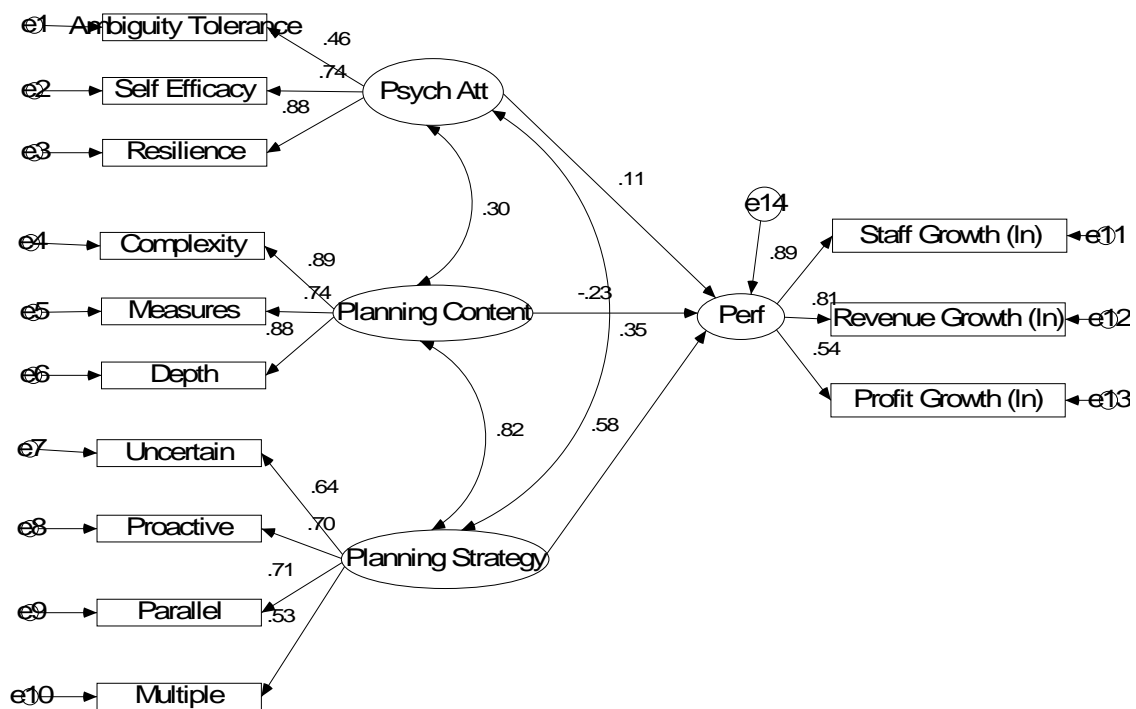 e1
Ambiguity Tolerance
.46
e2
Self Efficacy
.74
Psych Att
e3
Resilience
.88
.11
.30
e14
e4
Complexity
.89
Staff Growth (ln)
e11
.89
e5
Measures
.74
Planning Content
-.23
.35
Perf
.81
Revenue Growth (ln)
e12
e6
Depth
.88
.54
Profit Growth (ln)
e13
.82
.58
e7
Uncertain
.64
e8
Proactive
.70
Planning Strategy
e9
Parallel
.71
.53
e10
Multiple